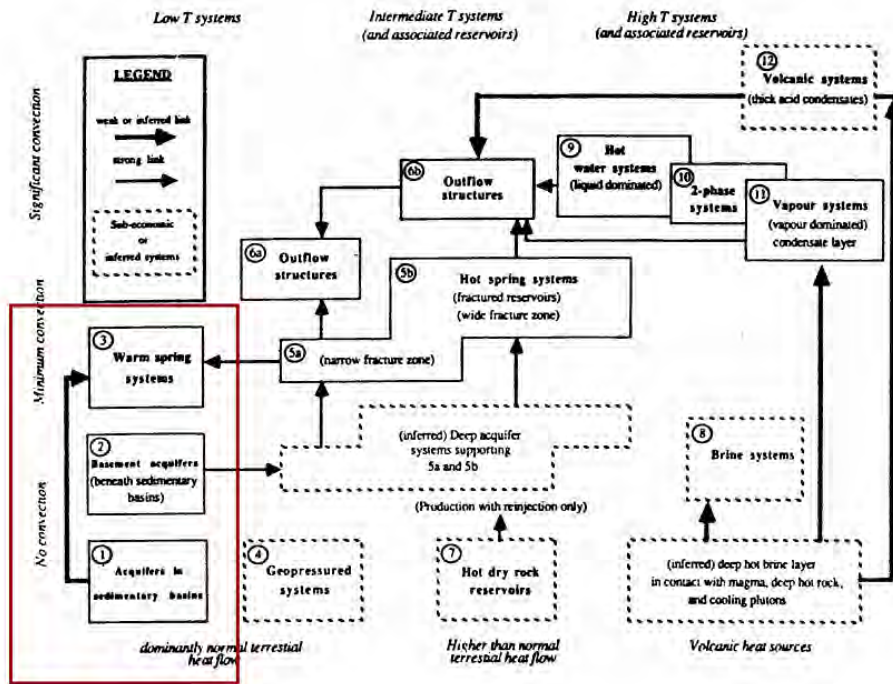 Low T systems
Intermediate T systems
(and associated reservoirs)
High T systems
(and associated reservoirs)
Significant convection
Minimum convection
No convection
LEGEND
weak or inferred link
strong link
Sub-economic
or
inferred systems
12
Volcanic systems
(thick acid condensates)
9
Hot
water systems
(liquid dominated)
10
2-phase
systems
11
Vapour systems
(vapour dominated)
condensate layer
6b
Outflow
structures
6a
Outflow
structures
5b
Hot spring systems
(fractured reservoirs)
(wide fracture zone)
5a
(narrow fracture zone)
3
Warm spring
systems
2
Basement acquifers
(beneath sedimentary
basins)
(inferred) Deep acquifer
systems supporting
5a and 5b
8
Brine systems
(Production with reinjection only)
1
Acquifers in
sedimentary basins
4
Geopressured
systems
7
Hot dry rock
reservoirs
(inferred) deep hot brine layer
in contact with magma, deep hot rock,
and cooling plutons
dominantly normal terrestial
heat flow
Higher than normal
terrestial heat flow
Volcanic heat sources